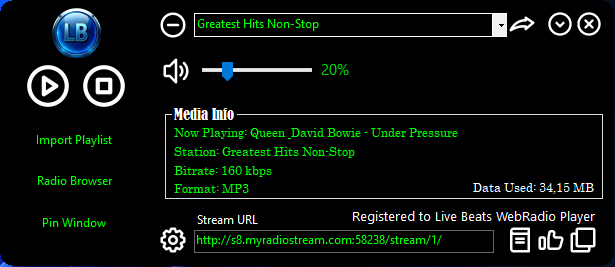 LB
Greatest Hits Non-Stop
20%
Import Playlist
Radio Browser
Pin Window
Media Info
Now Playing: Queen _David Bowie - Under Pressure
Station: Greatest Hits Non-Stop
Bitrate: 160 kbps
Format: MP3
Data Used: 34,15 MB
Stream URL
Registered to Live Beats WebRadio Player
http://s8.myradiostream.com:58238/stream/1/